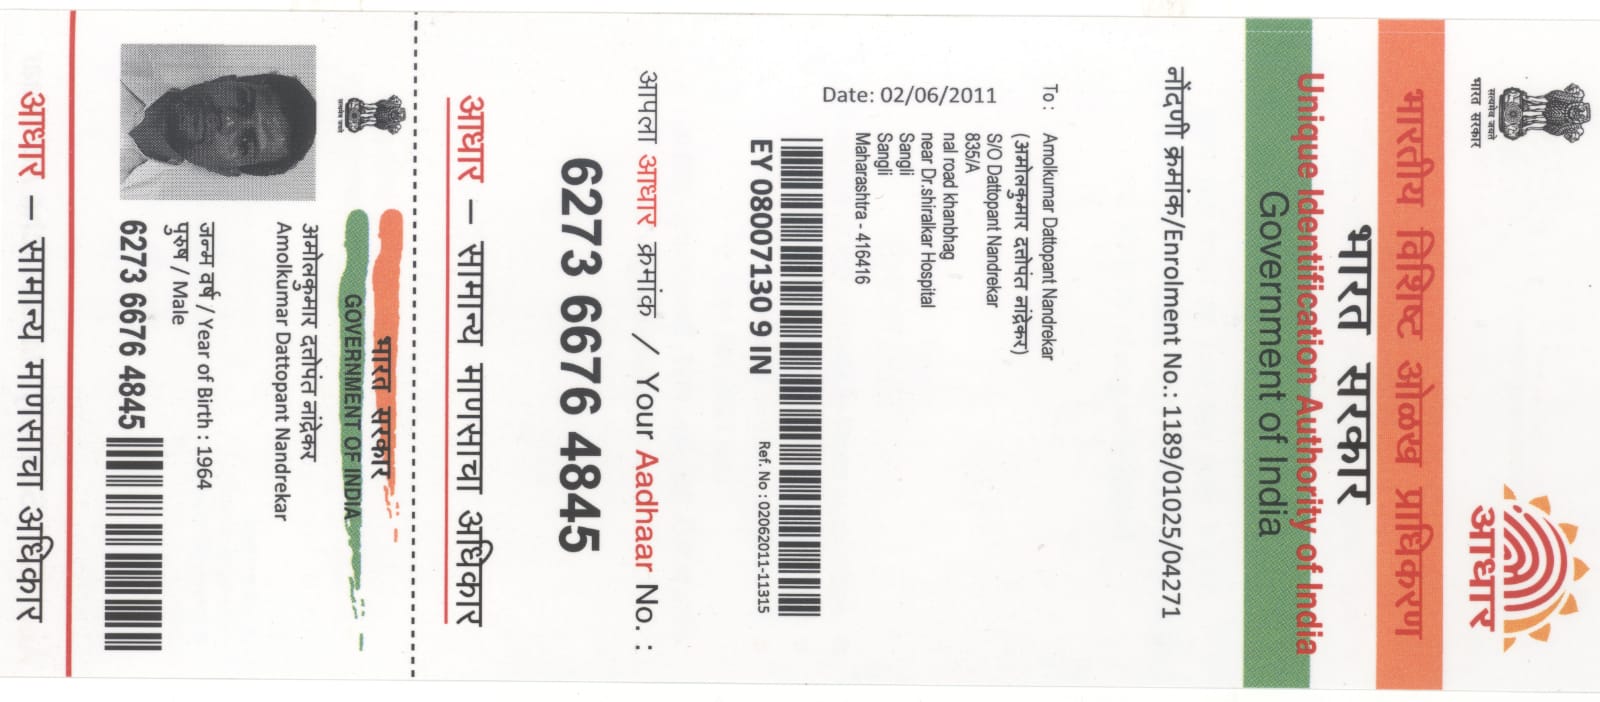 सत्यमेव जयते
भारत सरकार
आधार
भारतीय विशिष्ट ओळख प्राधिकरण
भारत सरकार
Unique Identification Authority of India
Government of India
नोंदणी क्रमांक/Enrolment No.: 1189/01025/04271
To:
Amolkumar Dattopant Nandrekar
(अमोलकुमार दत्तोपंत नांद्रेकर)
S/O Dattopant Nandrekar
835/A
nal road khanbhag
near Dr.shiralkar Hospital
Sangli
Sangli
Maharashtra - 416416
Date: 02/06/2011
Ref. No : 02062011-11315
EY 08007130 9 IN
आपला आधार क्रमांक / Your Aadhaar No. :
6273 6676 4845
आधार – सामान्य माणसाचा अधिकार
भारत सरकार
GOVERNMENT OF INDIA
अमोलकुमार दत्तोपंत नांद्रेकर
Amolkumar Dattopant Nandrekar
जन्म वर्ष / Year of Birth : 1964
पुरुष / Male
6273 6676 4845
आधार – सामान्य माणसाचा अधिकार